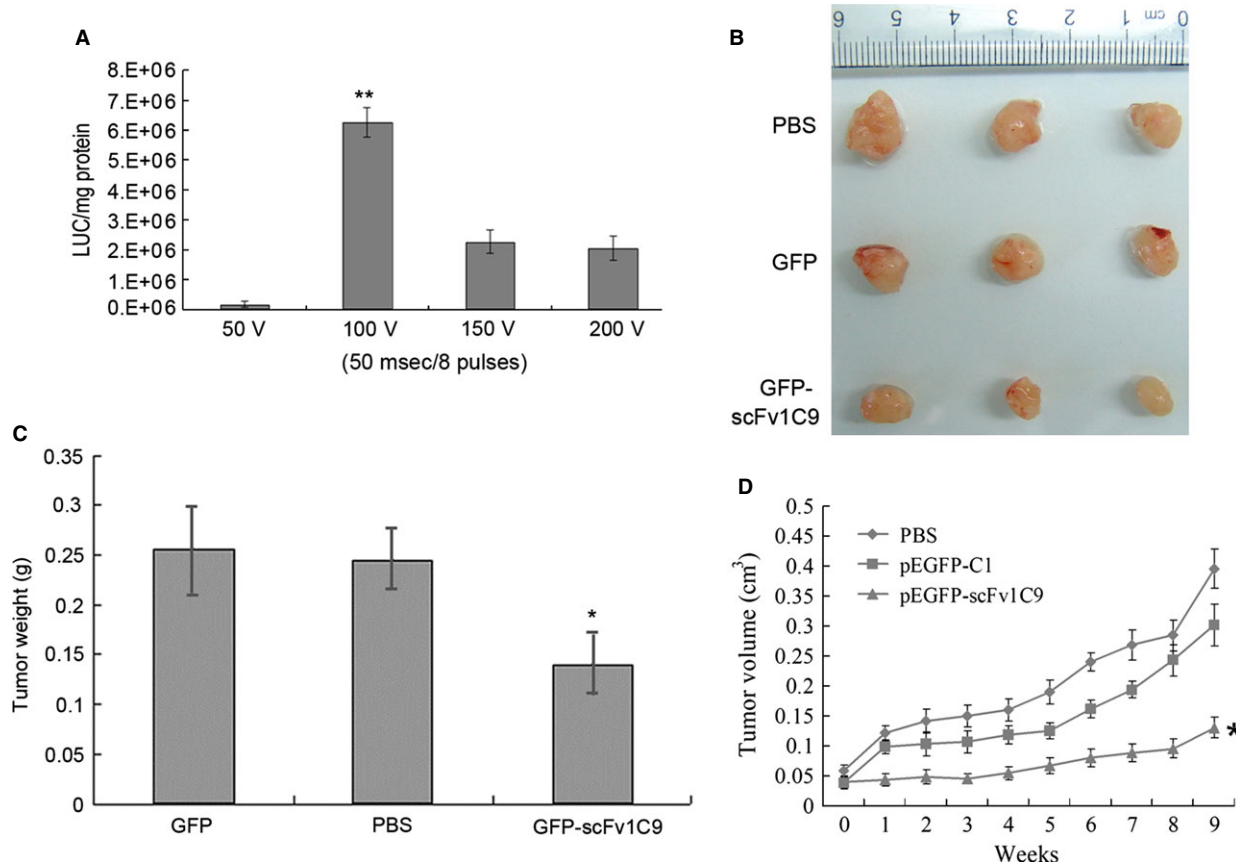 A
8.E+06
7.E+06
6.E+06
5.E+06
4.E+06
3.E+06
2.E+06
1.E+06
0.E+06
LUC/mg protein
**
50 V 100 V 150 V 200 V
(50 msec/8 pulses)
B
6 5 4 3 2 1 cm 0
PBS
GFP
GFP-
scFv1C9
C
0.35
0.3
0.25
0.2
0.15
0.1
0.05
0
Tumor weight (g)
*
GFP PBS GFP-scFv1C9
D
0.5
0.45
0.4
0.35
0.3
0.25
0.2
0.15
0.1
0.05
0
Tumor volume (cm³)
PBS
pEGFP-C1
pEGFP-scFv1C9
*
0 1 2 3 4 5 6 7 8 9
Weeks